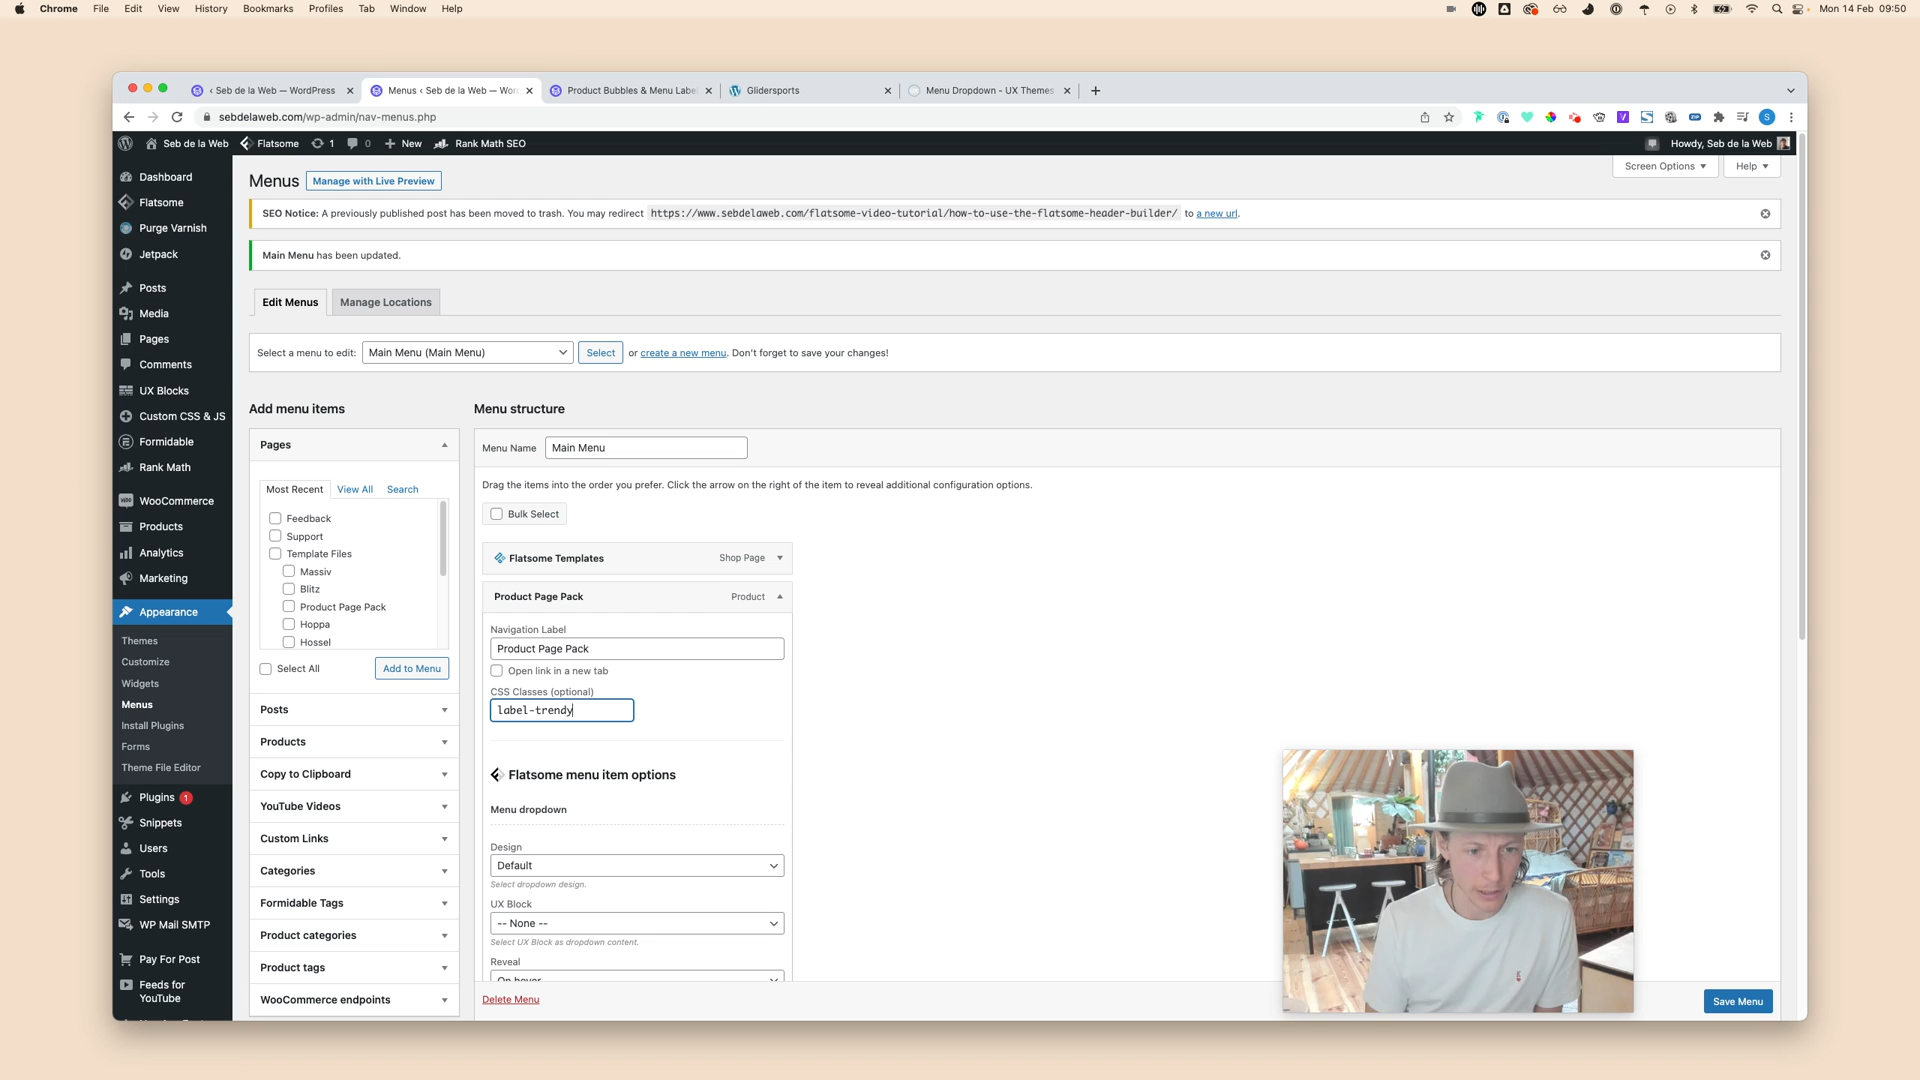 Chrome File Edit View History Bookmarks Profiles Tab Window Help Mon 14 Feb 09:50
‹ Seb de la Web — WordPress Menus ‹ Seb de la Web — Wor Product Bubbles & Menu Labe Glidersports Menu Dropdown - UX Themes
sebdelaweb.com/wp-admin/nav-menus.php
Seb de la Web Flatsome 1 0 New Rank Math SEO Howdy, Seb de la Web
Screen Options Help
Dashboard
Flatsome
Purge Varnish
Jetpack
Posts
Media
Pages
Comments
UX Blocks
Custom CSS & JS
Formidable
Rank Math
WooCommerce
Products
Analytics
Marketing
Appearance
Themes
Customize
Widgets
Menus
Install Plugins
Forms
Theme File Editor
Plugins 1
Snippets
Users
Tools
Settings
WP Mail SMTP
Pay For Post
Feeds for
YouTube
Menus Manage with Live Preview
SEO Notice: A previously published post has been moved to trash. You may redirect https://www.sebdelaweb.com/flatsome-video-tutorial/how-to-use-the-flatsome-header-builder/ to a new url.
Main Menu has been updated.
Edit Menus Manage Locations
Select a menu to edit: Main Menu (Main Menu) Select or create a new menu. Don't forget to save your changes!
Add menu items
Pages
Most Recent View All Search
Feedback
Support
Template Files
Massiv
Blitz
Product Page Pack
Hoppa
Hossel
Select All Add to Menu
Posts
Products
Copy to Clipboard
YouTube Videos
Custom Links
Categories
Formidable Tags
Product categories
Product tags
WooCommerce endpoints
Menu structure
Menu Name Main Menu
Drag the items into the order you prefer. Click the arrow on the right of the item to reveal additional configuration options.
Bulk Select
Flatsome Templates Shop Page
Product Page Pack Product
Navigation Label
Product Page Pack
Open link in a new tab
CSS Classes (optional)
label-trendy
Flatsome menu item options
Menu dropdown
Design
Default
Select dropdown design.
UX Block
-- None --
Select UX Block as dropdown content.
Reveal
On hover
Delete Menu Save Menu